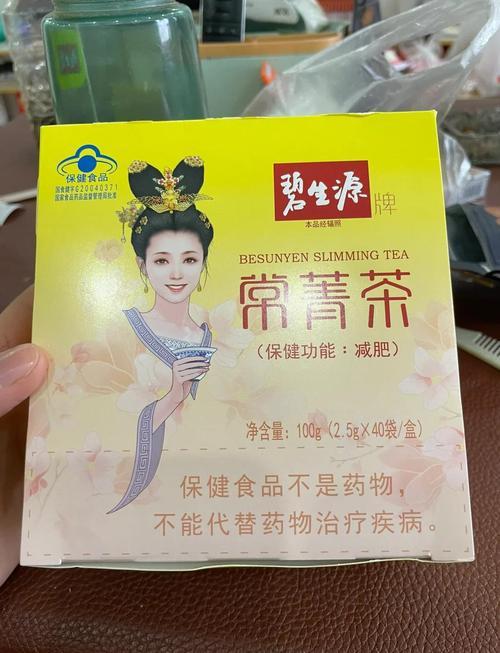 保健食品
国食健字G20040371
国家食品药品监督管理局批准
碧生源牌
本品经辐照
BESUNYEN SLIMMING TEA
常菁茶
(保健功能：减肥)
净含量：100g（2.5g×40袋/盒）
保健食品不是药物，
不能代替药物治疗疾病。